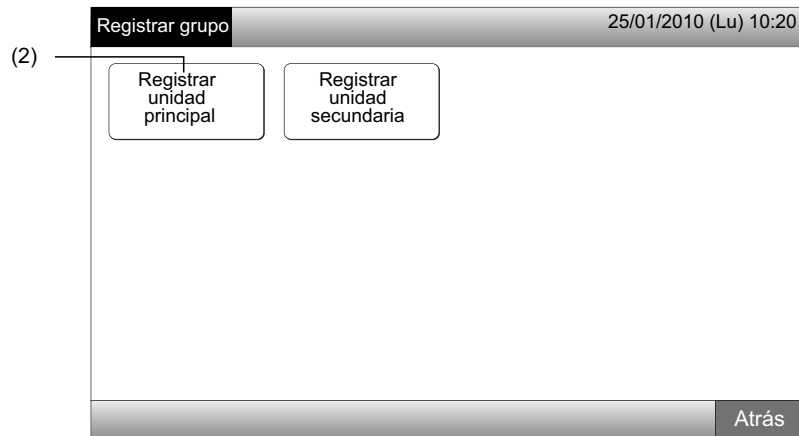 Registrar grupo 25/01/2010 (Lu) 10:20
(2)
Registrar
unidad
principal
Registrar
unidad
secundaria
Atrás